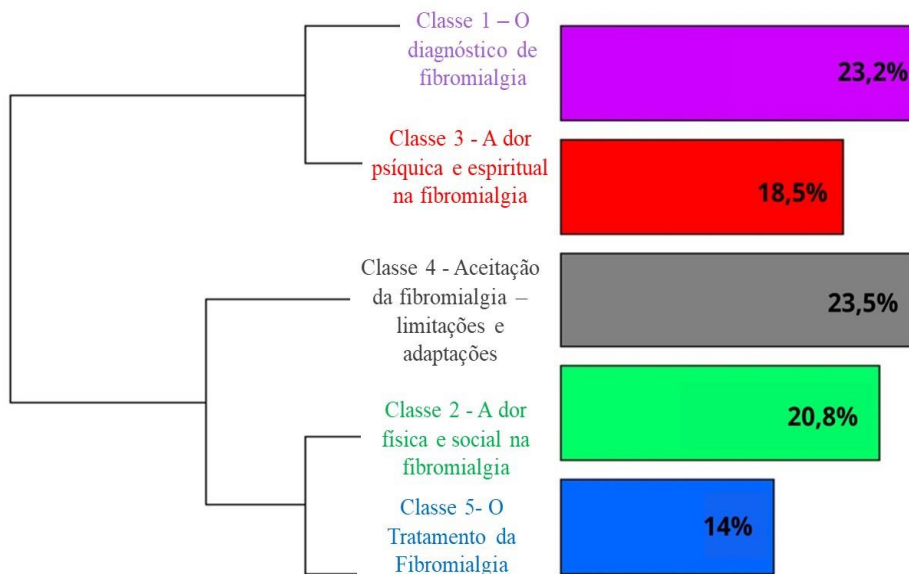 Classe 1 – O
diagnóstico de
fibromialgia
23,2%
Classe 3 - A dor
psíquica e espiritual
na fibromialgia
18,5%
Classe 4 - Aceitação
da fibromialgia –
limitações e
adaptações
23,5%
Classe 2 - A dor
física e social na
fibromialgia
20,8%
Classe 5- O
Tratamento da
Fibromialgia
14%